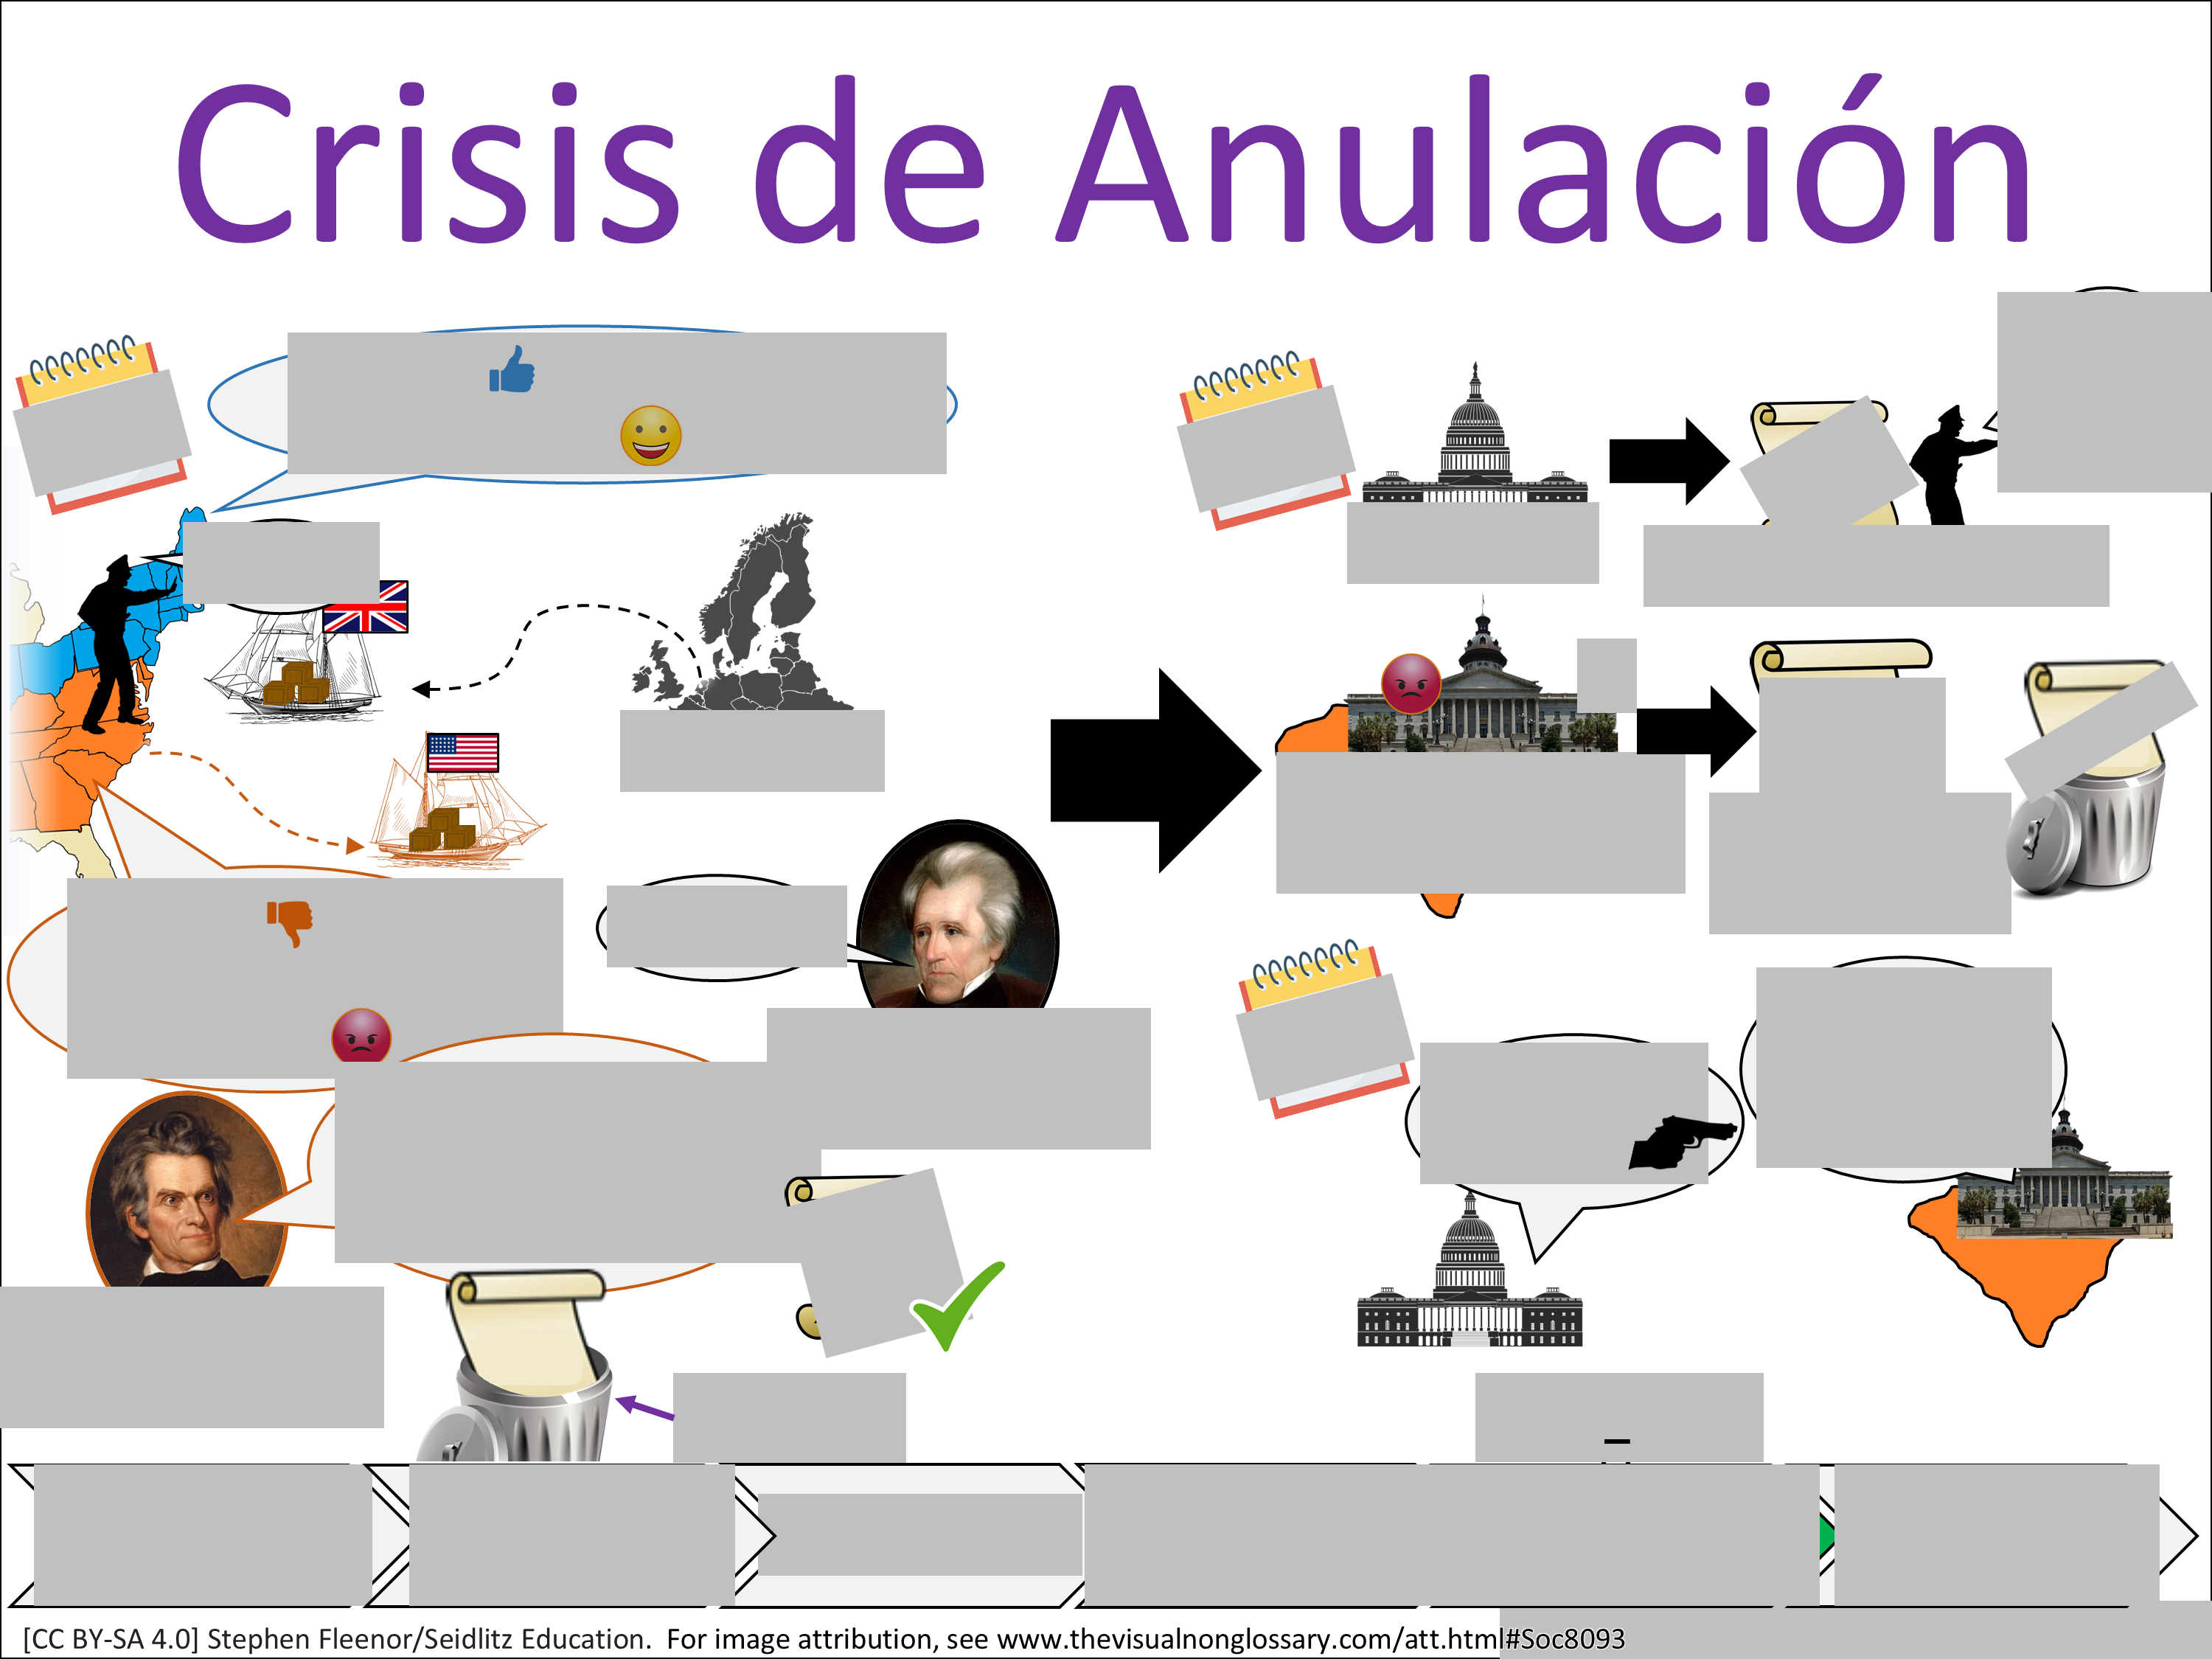 Crisis de Anulación
[CC BY-SA 4.0] Stephen Fleenor/Seidlitz Education.  For image attribution, see www.thevisualnonglossary.com/att.html#Soc8093